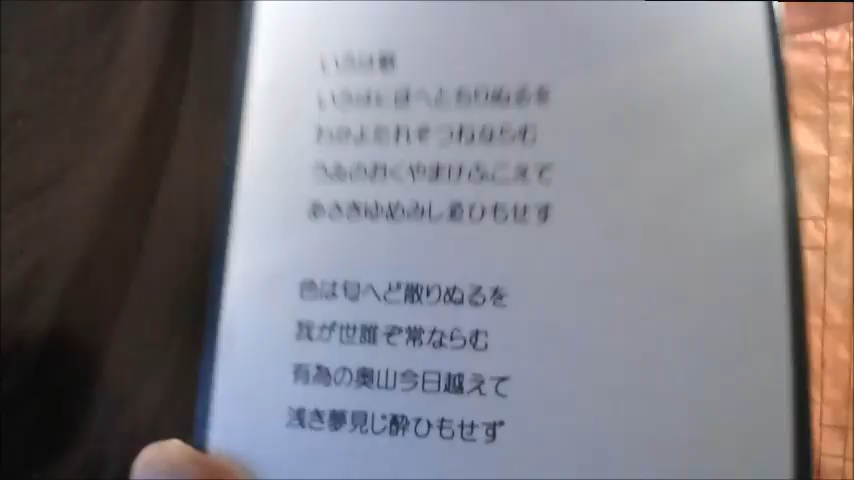 いろは歌
いろはにほへとちりぬるを
わかよたれそつねならむ
うゐのおくやまけふこえて
あさきゆめみしゑひもせす
色は匂へど散りぬるを
我が世誰ぞ常ならむ
有為の奥山今日越えて
浅き夢見じ酔ひもせず